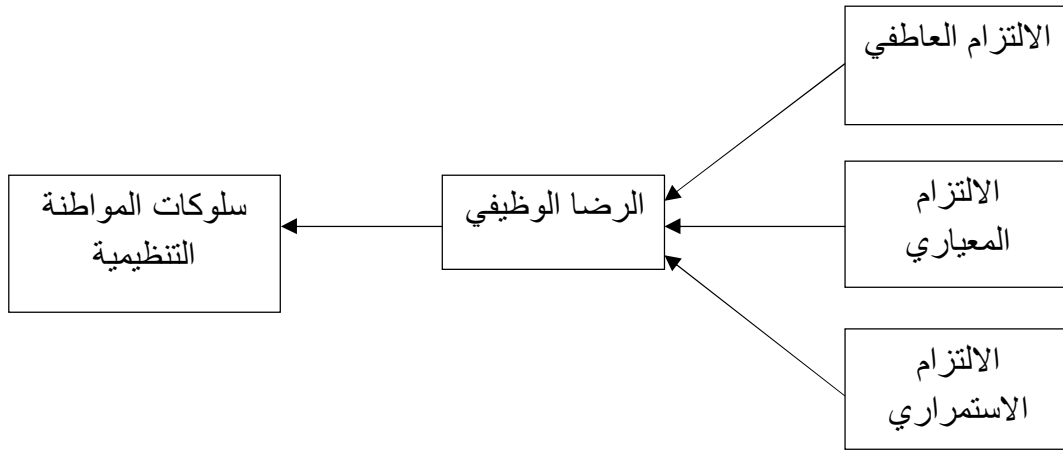 الالتزام العاطفي
الالتزام
المعياري
الالتزام
الاستمراري
الرضا الوظيفي
سلوكات المواطنة
التنظيمية